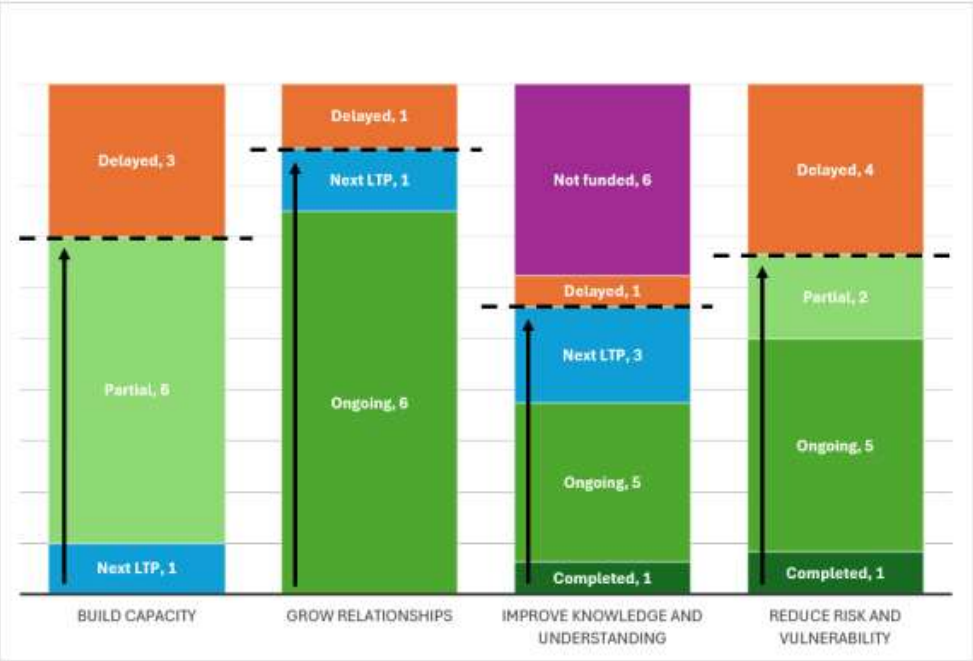 Delayed, 3
Partial, 6
Next LTP, 1
Delayed, 1
Next LTP, 1
Ongoing, 6
Not funded, 6
Delayed, 1
Next LTP, 3
Ongoing, 5
Completed, 1
Delayed, 4
Partial, 2
Ongoing, 5
Completed, 1
BUILD CAPACITY
GROW RELATIONSHIPS
IMPROVE KNOWLEDGE AND
UNDERSTANDING
REDUCE RISK AND
VULNERABILITY